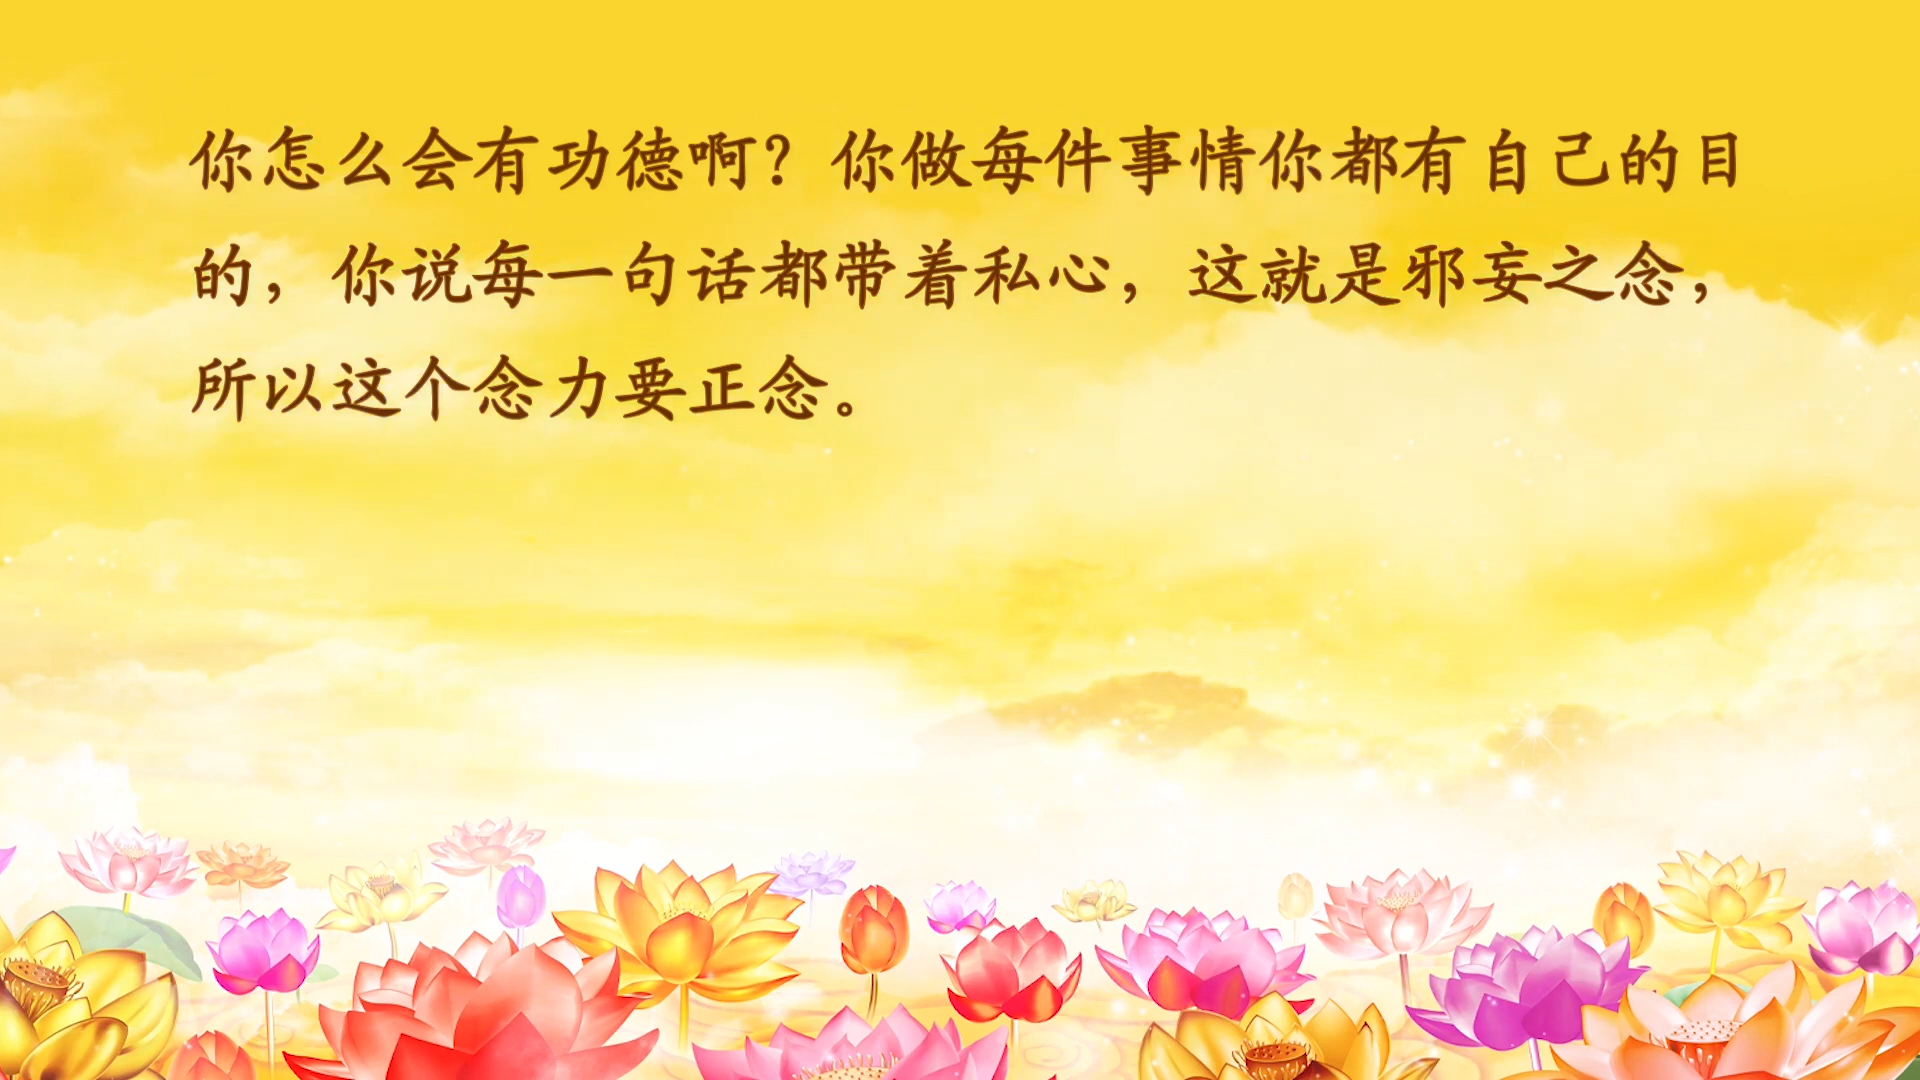 你怎么会有功德啊？你做每件事情你都有自己的目
的，你说每一句话都带着私心，这就是邪妄之念，
所以这个念力要正念。